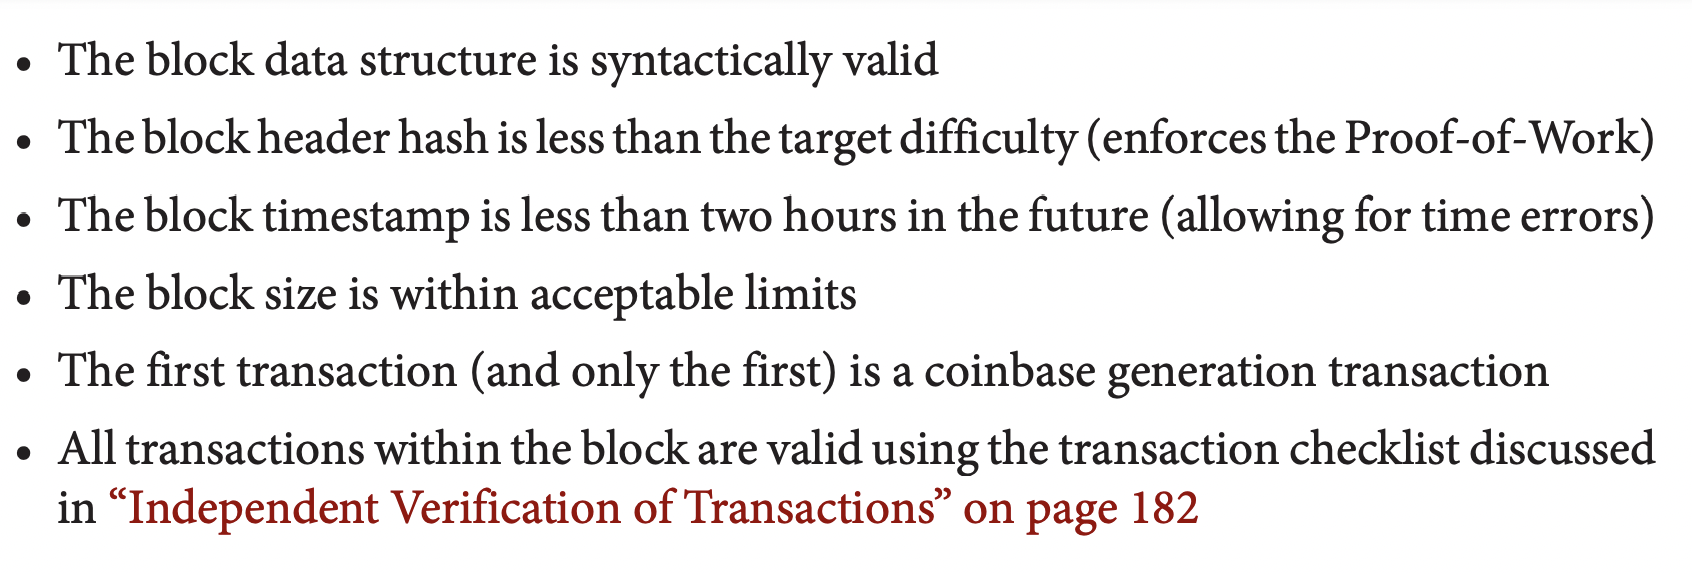 • The block data structure is syntactically valid
• The block header hash is less than the target difficulty (enforces the Proof-of-Work)
• The block timestamp is less than two hours in the future (allowing for time errors)
• The block size is within acceptable limits
• The first transaction (and only the first) is a coinbase generation transaction
• All transactions within the block are valid using the transaction checklist discussed
in “Independent Verification of Transactions” on page 182